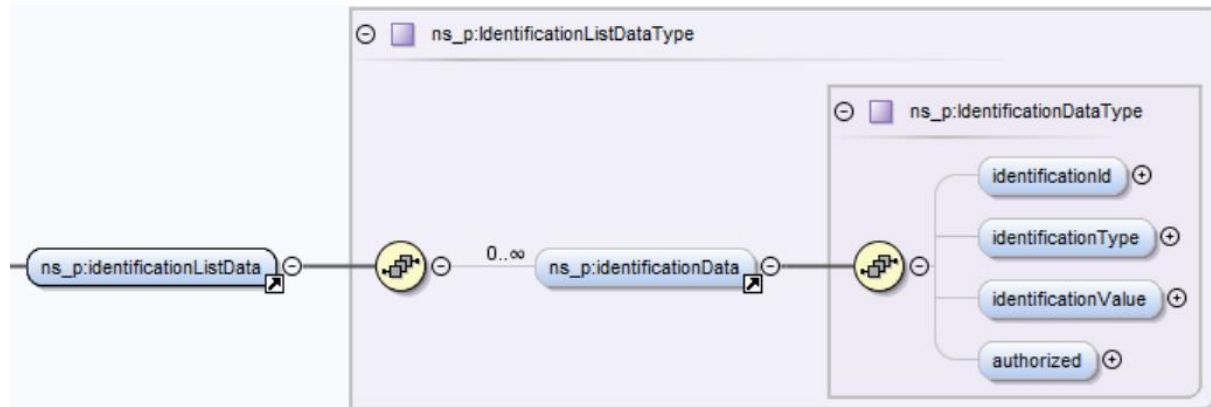 ns_p:IdentificationListDataType
ns_p:IdentificationDataType
identificationId
identificationType
0..∞
ns_p:identificationListData
ns_p:identificationData
identificationValue
authorized